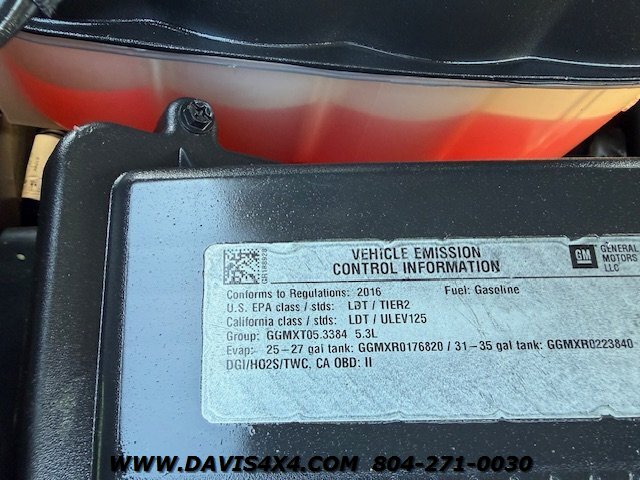 VEHICLE EMISSION
CONTROL INFORMATION
GM
GENERAL
MOTORS
LLC
Conforms to Regulations: 2016 Fuel: Gasoline
U.S. EPA class / stds: LDT / TIER2
California class / stds: LDT / ULEV125
Group: GGMXT05.3384 5.3L
Evap: 25-27 gal tank: GGMXR0176820 / 31-35 gal tank: GGMXR0223840
DGI/HO2S/TWC, CA OBD: II
WWW.DAVIS4X4.COM 804-271-0030